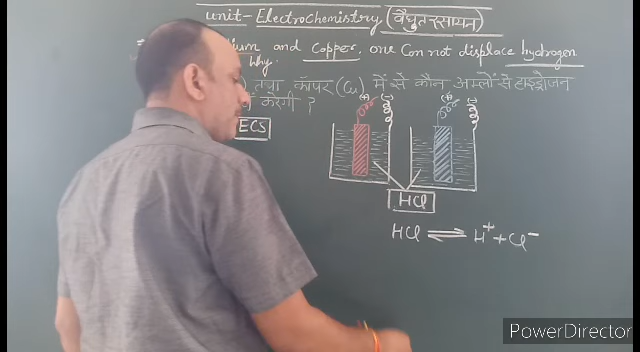 unit - Electrochemistry (वैद्युत रसायन)
and Copper, one Can not displace hydrogen
Why.
तथा कॉपर (Cu) में से कौन अम्लों से हाइड्रोजन
करेगी ?
(+) (-) (+) (-)
ECS
HCl
HCl ⇌ H⁺ + Cl⁻
PowerDirector